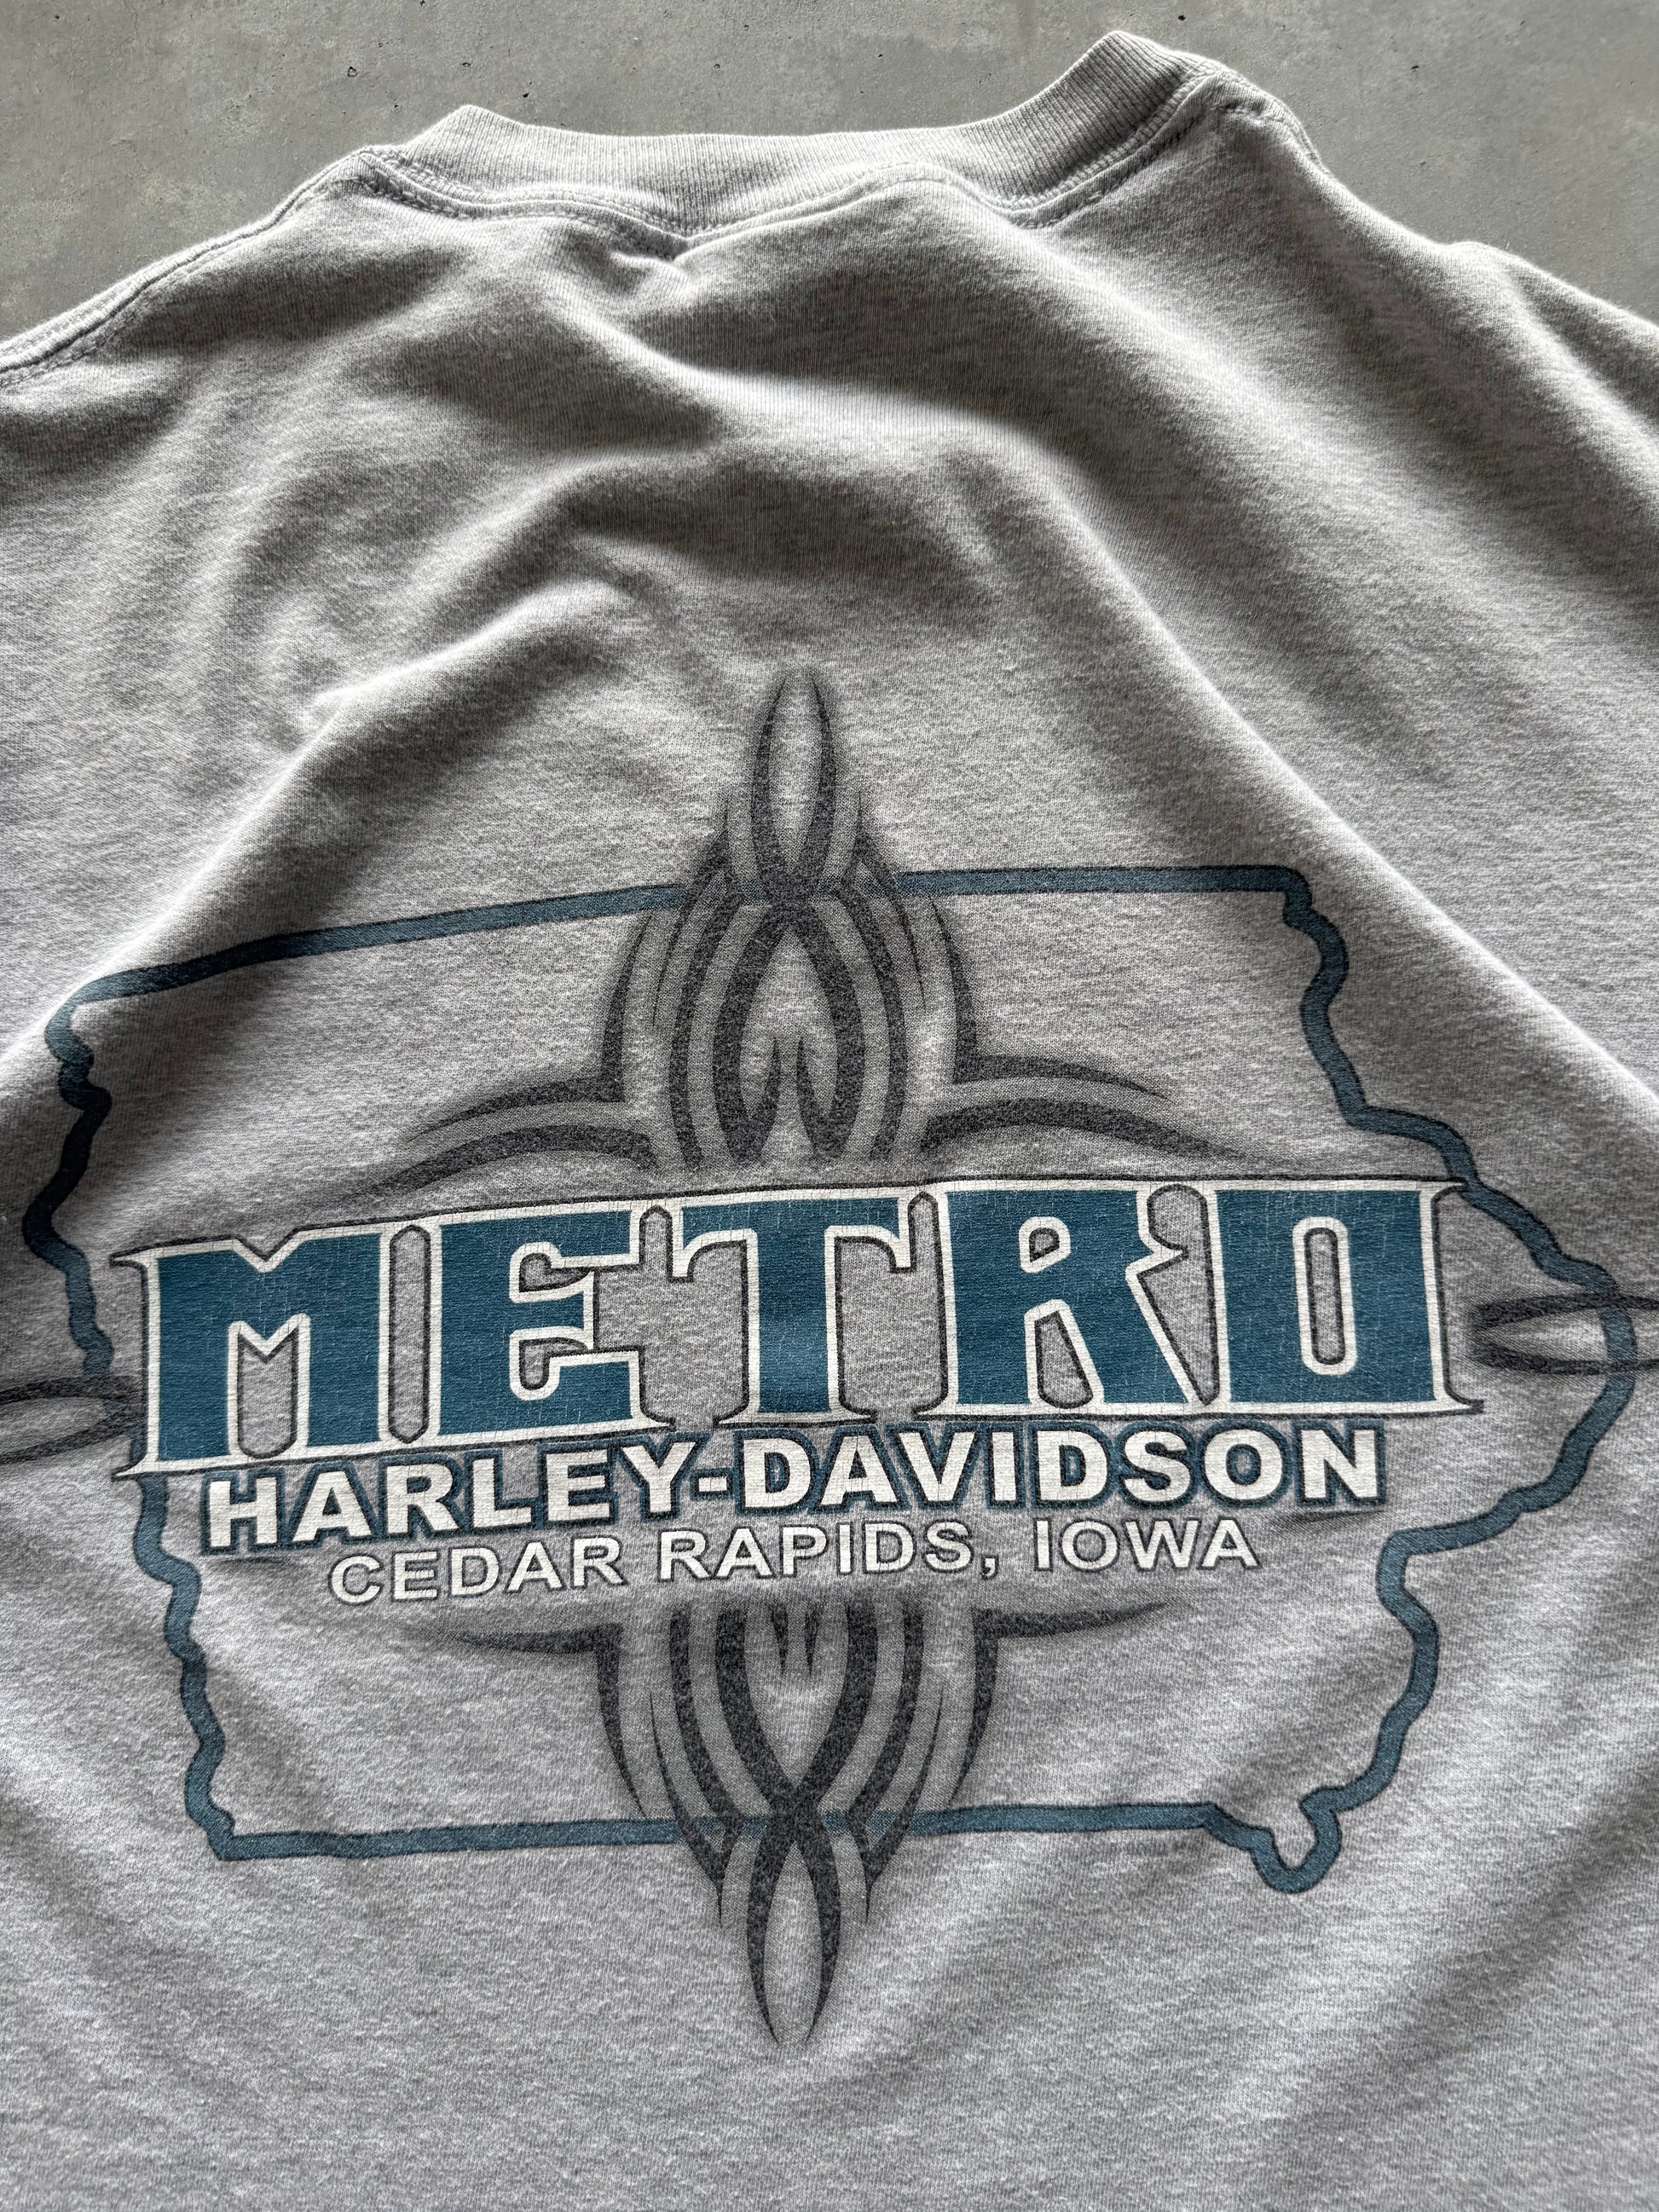 METRO
HARLEY-DAVIDSON
CEDAR RAPIDS, IOWA